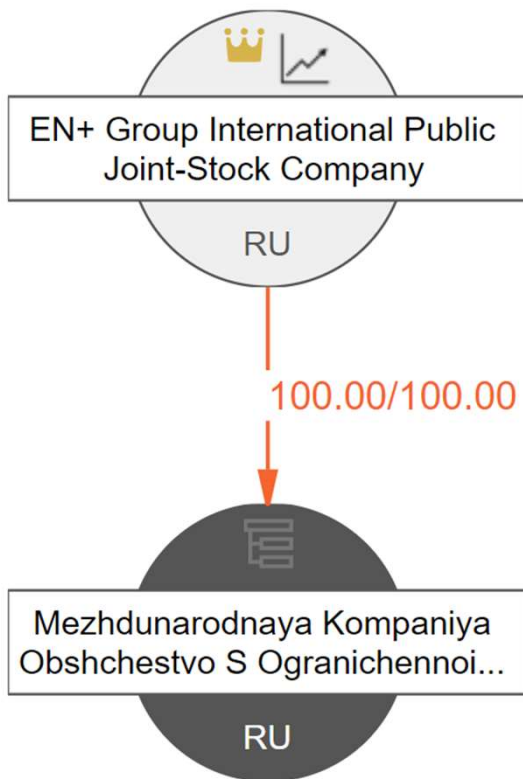 EN+ Group International Public
Joint-Stock Company
RU
100.00/100.00
Mezhdunarodnaya Kompaniya
Obshchestvo S Ogranichennoi...
RU